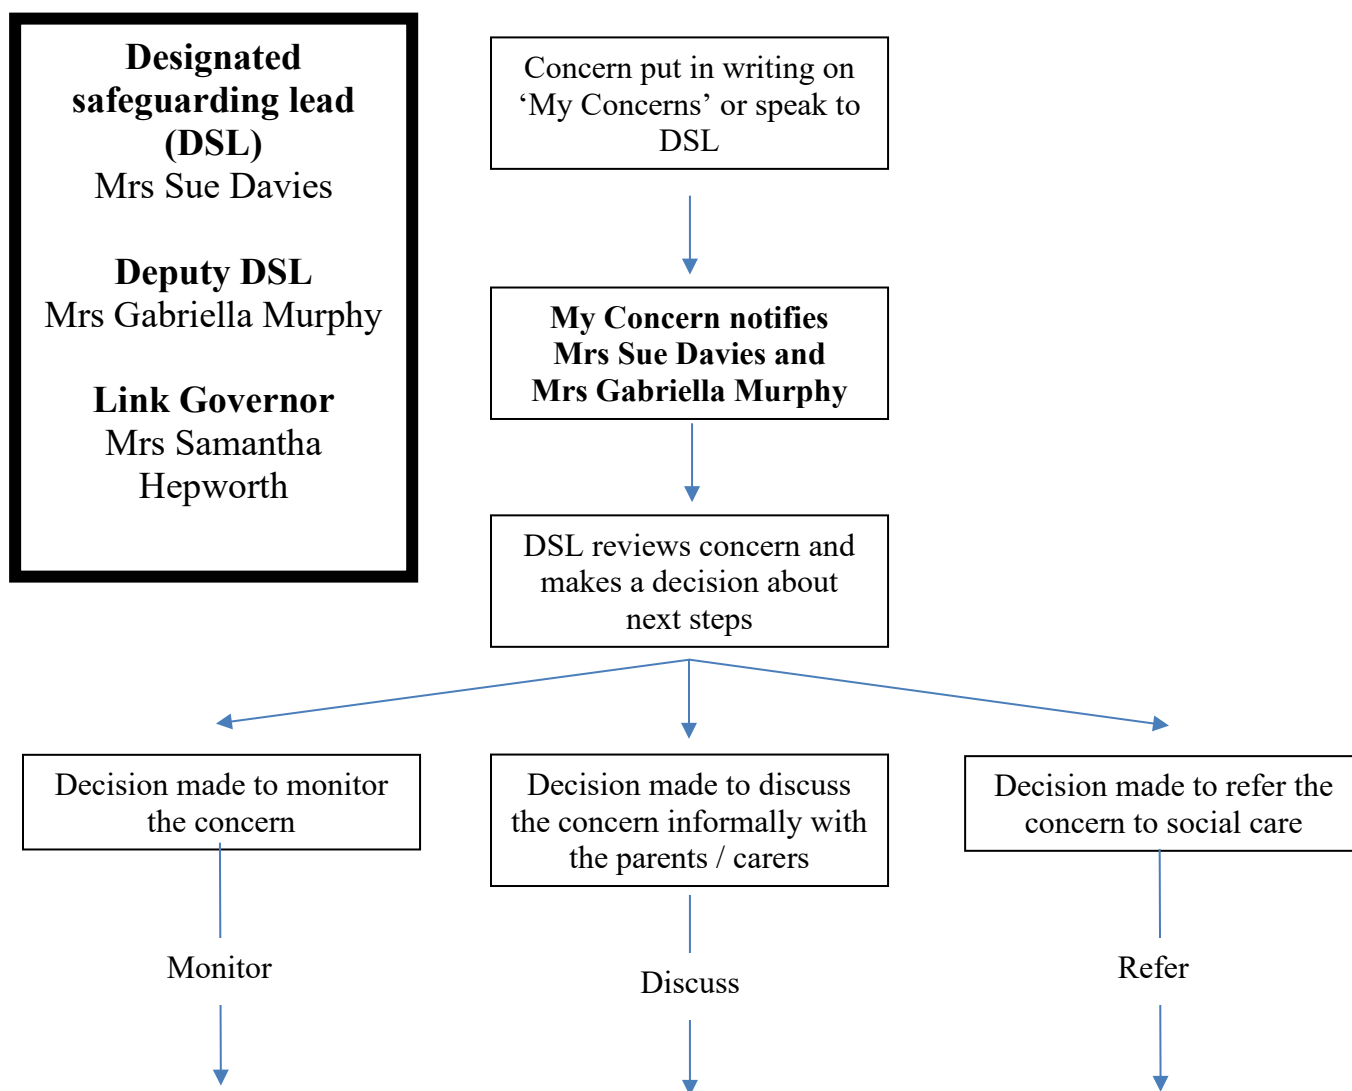 Designated
safeguarding lead
(DSL)
Mrs Sue Davies
Deputy DSL
Mrs Gabriella Murphy
Link Governor
Mrs Samantha
Hepworth
Concern put in writing on
‘My Concerns’ or speak to
DSL
My Concern notifies
Mrs Sue Davies and
Mrs Gabriella Murphy
DSL reviews concern and
makes a decision about
next steps
Decision made to monitor
the concern
Decision made to discuss
the concern informally with
the parents / carers
Decision made to refer the
concern to social care
Monitor
Discuss
Refer